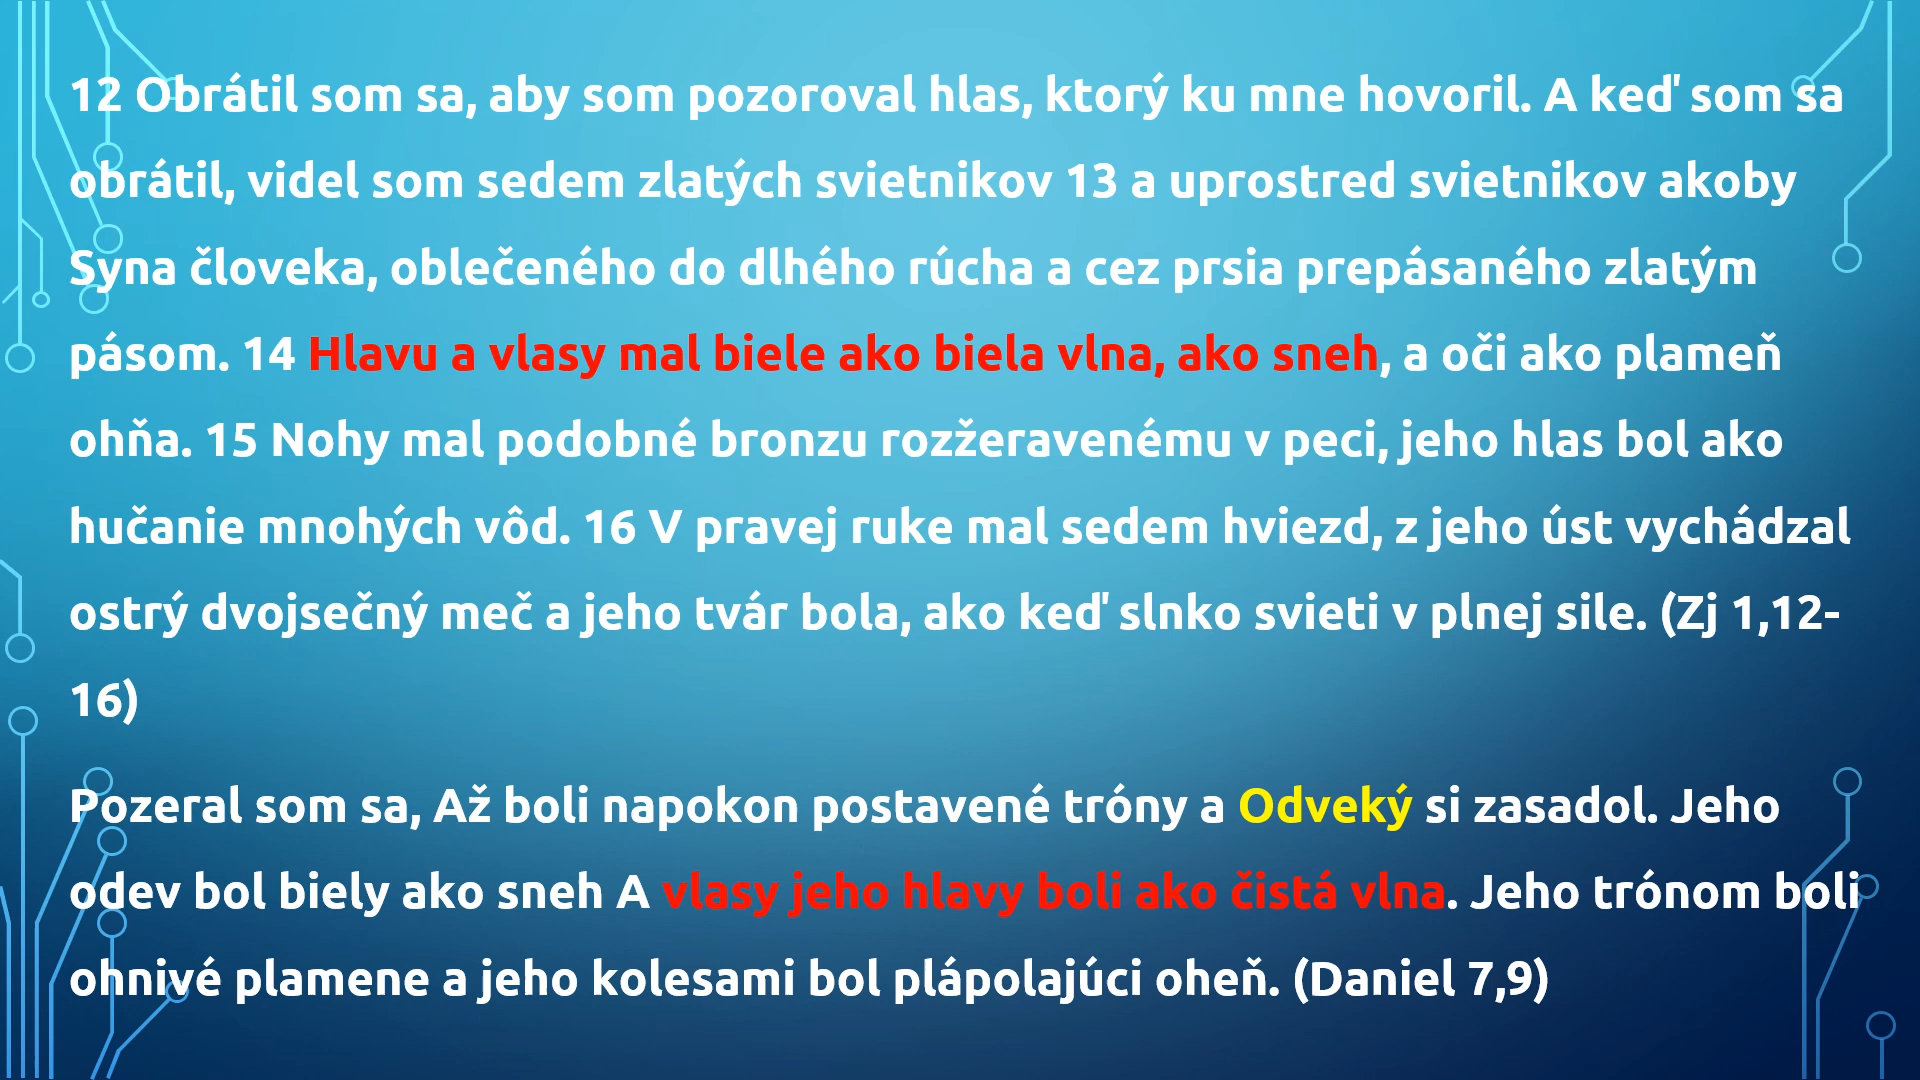 12 Obrátil som sa, aby som pozoroval hlas, ktorý ku mne hovoril. A keď som sa
obrátil, videl som sedem zlatých svietnikov 13 a uprostred svietnikov akoby
Syna človeka, oblečeného do dlhého rúcha a cez prsia prepásaného zlatým
pásom. 14 Hlavu a vlasy mal biele ako biela vlna, ako sneh, a oči ako plameň
ohňa. 15 Nohy mal podobné bronzu rozžeravenému v peci, jeho hlas bol ako
hučanie mnohých vôd. 16 V pravej ruke mal sedem hviezd, z jeho úst vychádzal
ostrý dvojsečný meč a jeho tvár bola, ako keď slnko svieti v plnej sile. (Zj 1,12-
16)
Pozeral som sa, Až boli napokon postavené tróny a Odveký si zasadol. Jeho
odev bol biely ako sneh A vlasy jeho hlavy boli ako čistá vlna. Jeho trónom boli
ohnivé plamene a jeho kolesami bol plápolajúci oheň. (Daniel 7,9)